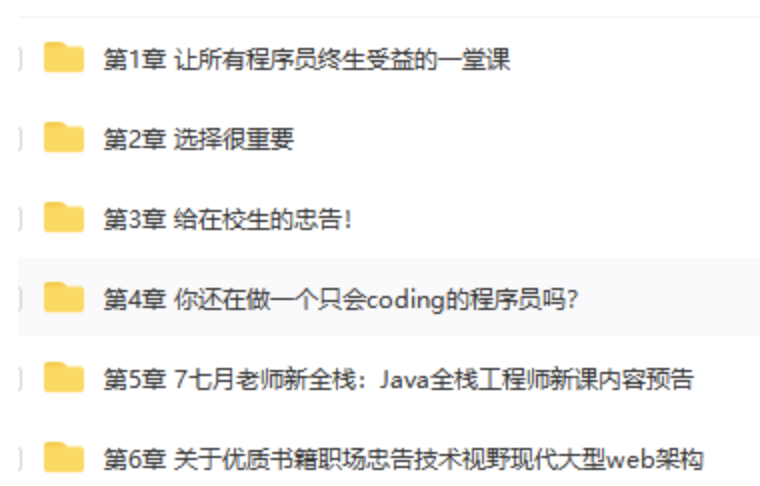 第1章 让所有程序员终生受益的一堂课
第2章 选择很重要
第3章 给在校生的忠告！
第4章 你还在做一个只会coding的程序员吗？
第5章 7七月老师新全栈：Java全栈工程师新课内容预告
第6章 关于优质书籍职场忠告技术视野现代大型web架构